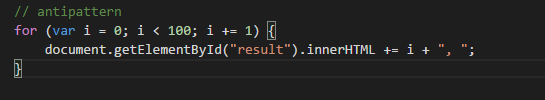 // antipattern
for (var i = 0; i < 100; i += 1) {
    document.getElementById("result").innerHTML += i + ", ";
}